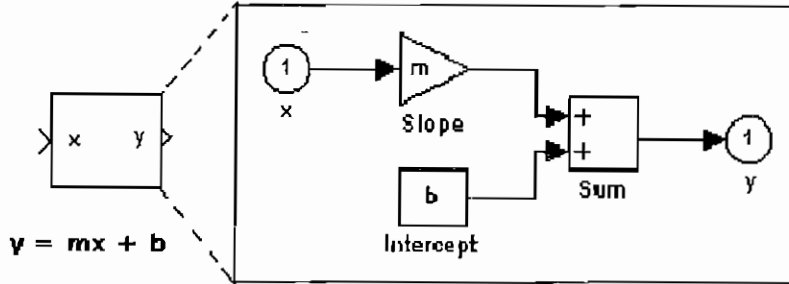 x y
y = mx + b
1
x
m
Slope
b
Intercept
+
+
Sum
1
y